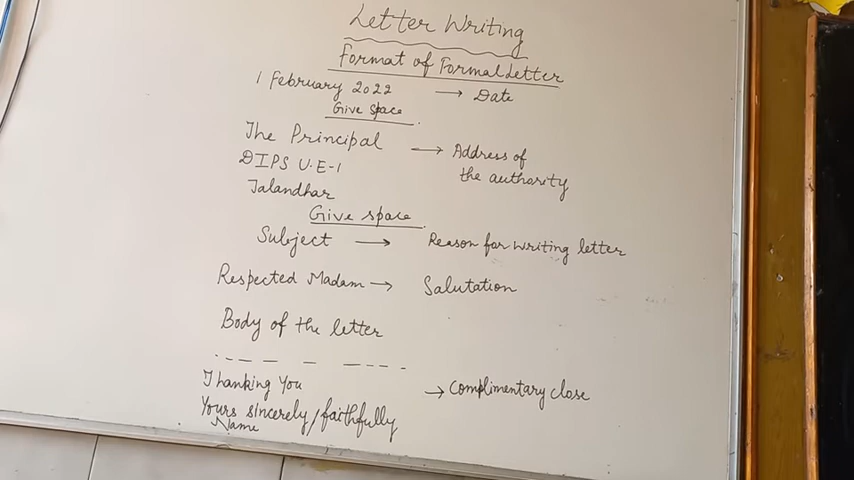 Letter Writing
Format of Formal Letter
1 February 2022 → Date
Give space
The Principal → Address of
DIPS U.E-1 the authority
Jalandhar
Give space
Subject → Reason for writing letter
Respected Madam → Salutation
Body of the letter
Thanking You → Complimentary close
Yours sincerely/faithfully
Name